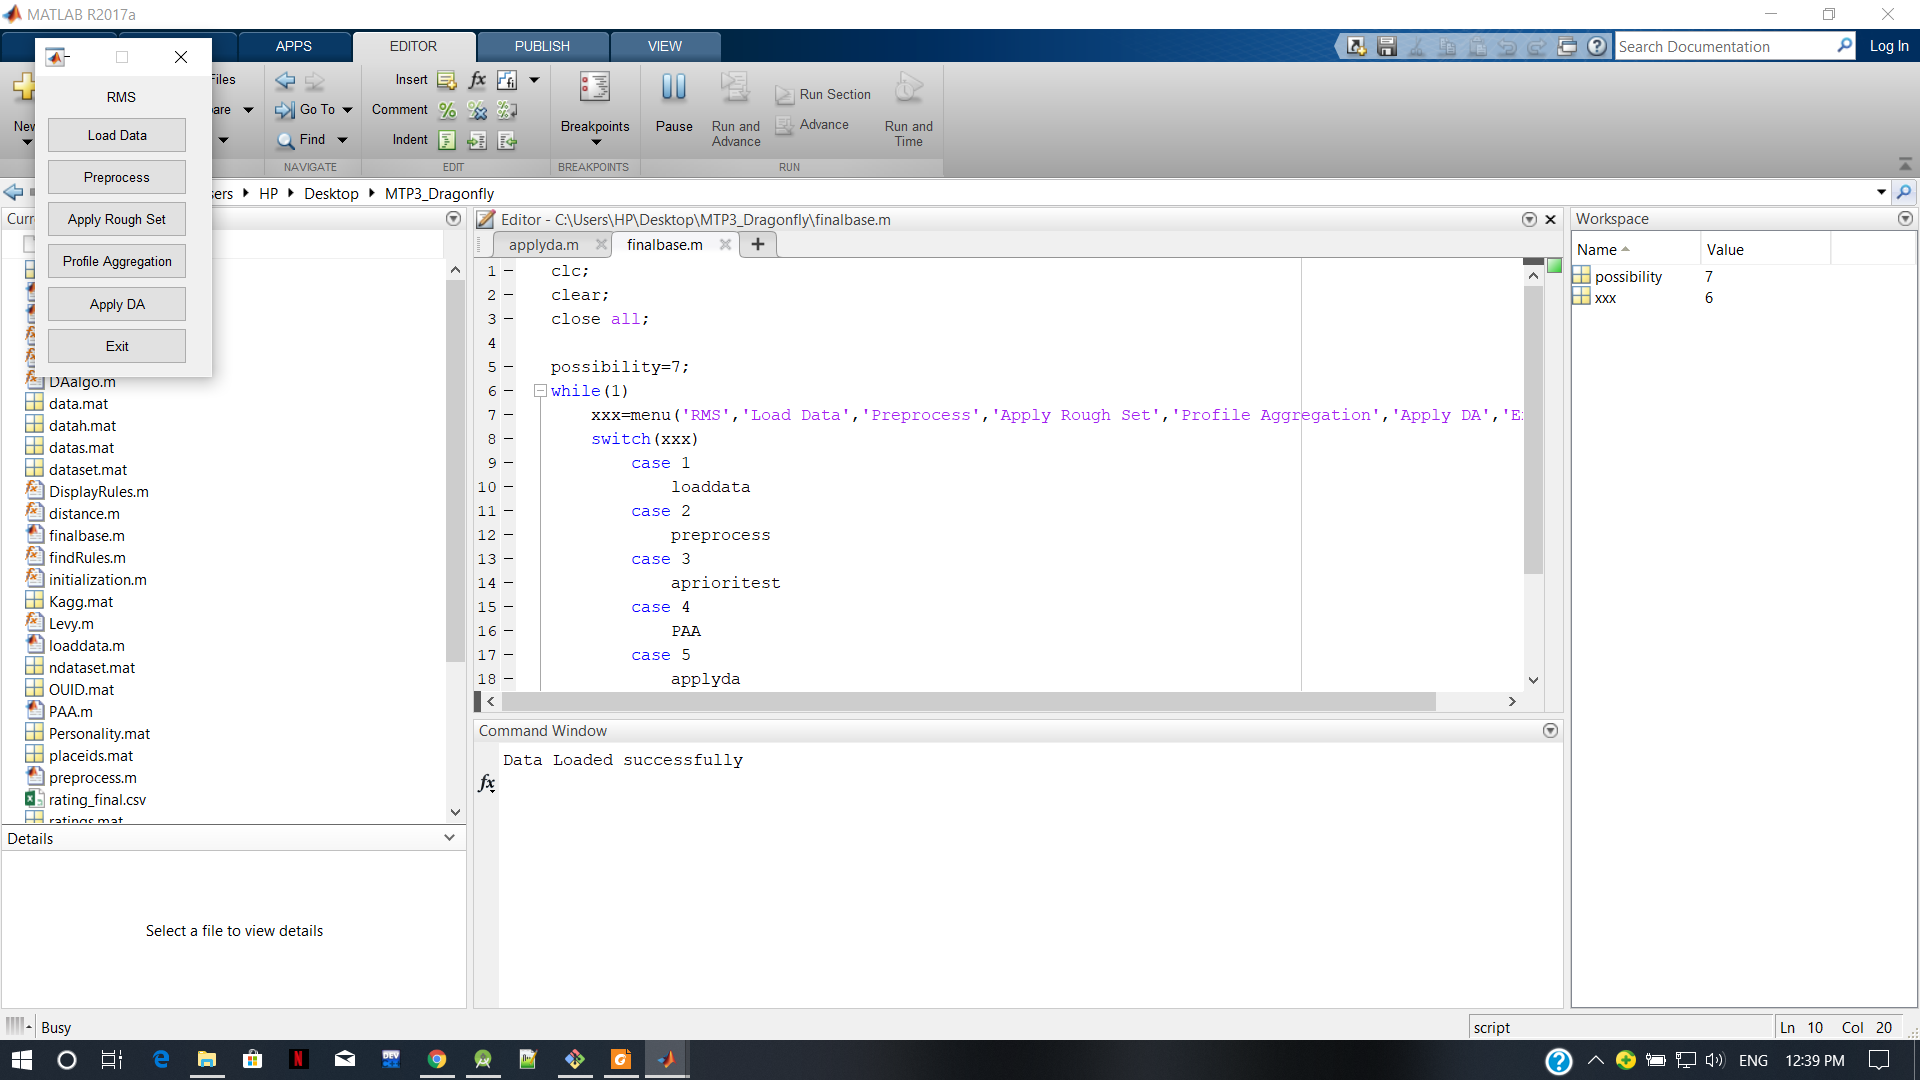 MATLAB R2017a
APPS
EDITOR
PUBLISH
VIEW
Search Documentation
Log In
RMS
Load Data
Preprocess
Apply Rough Set
Profile Aggregation
Apply DA
Exit
New
Files
are
Go To
Find
NAVIGATE
Insert
Comment
Indent
EDIT
Breakpoints
BREAKPOINTS
Pause
Run and
Advance
Run Section
Advance
Run and
Time
RUN
ers
HP
Desktop
MTP3_Dragonfly
Curr
DAalgo.m
data.mat
datah.mat
datas.mat
dataset.mat
DisplayRules.m
distance.m
finalbase.m
findRules.m
initialization.m
Kagg.mat
Levy.m
loaddata.m
ndataset.mat
OUID.mat
PAA.m
Personality.mat
placeids.mat
preprocess.m
rating_final.csv
ratings.mat
Details
Select a file to view details
Editor - C:\Users\HP\Desktop\MTP3_Dragonfly\finalbase.m
applyda.m
finalbase.m
1 clc;
2 clear;
3 close all;
4
5 possibility=7;
6 while(1)
7 xxx=menu('RMS','Load Data','Preprocess','Apply Rough Set','Profile Aggregation','Apply DA','E
8 switch(xxx)
9 case 1
10 loaddata
11 case 2
12 preprocess
13 case 3
14 aprioritest
15 case 4
16 PAA
17 case 5
18 applyda
Command Window
Data Loaded successfully
fx
Workspace
Name Value
possibility 7
xxx 6
Busy
script
Ln 10 Col 20
ENG
12:39 PM